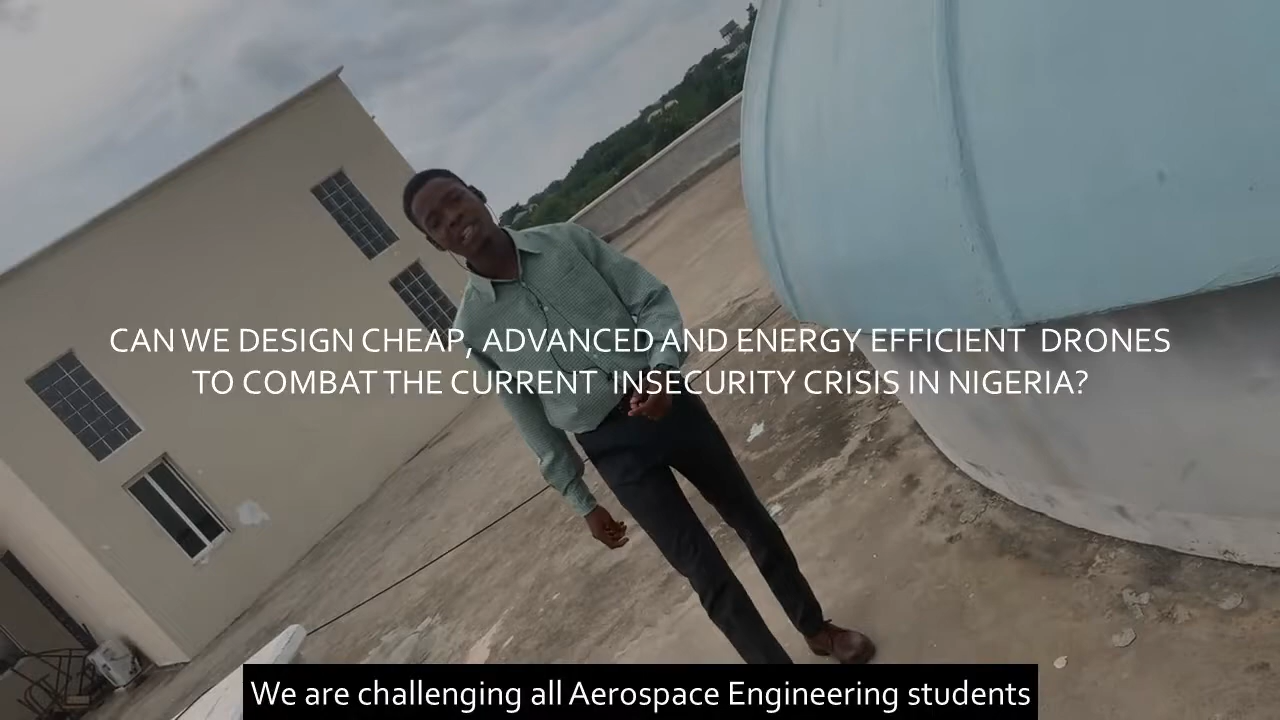 CAN WE DESIGN CHEAP, ADVANCED AND ENERGY EFFICIENT DRONES
TO COMBAT THE CURRENT INSECURITY CRISIS IN NIGERIA?
We are challenging all Aerospace Engineering students